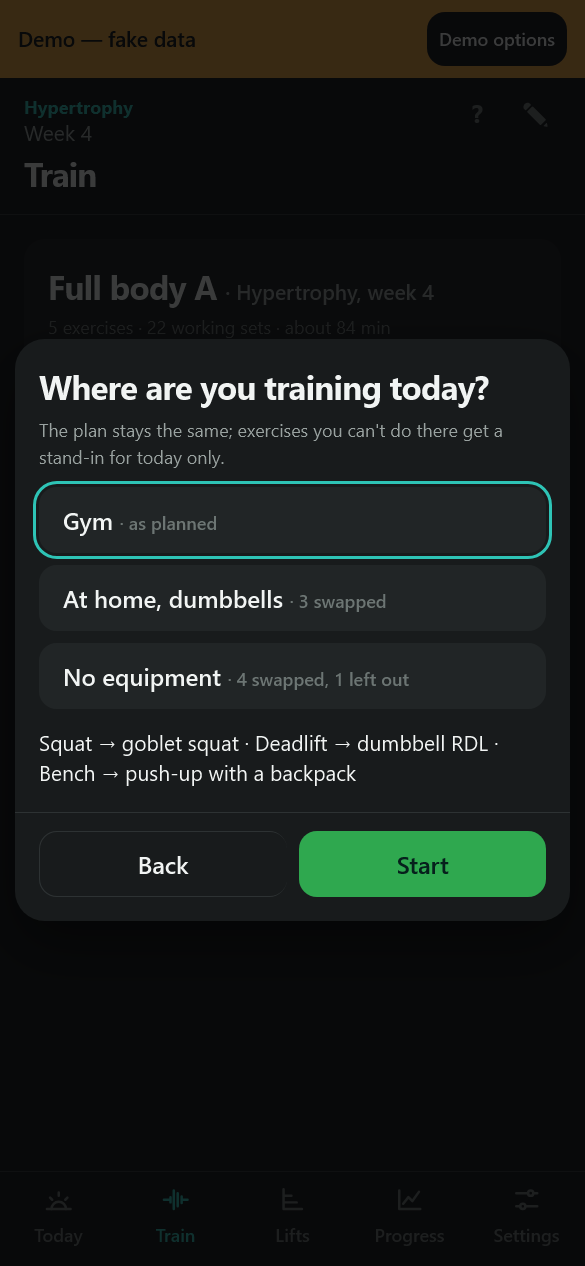 Demo — fake data
Demo options
Hypertrophy
Week 4
?
Train
Full body A · Hypertrophy, week 4
5 exercises · 22 working sets · about 84 min
Where are you training today?
The plan stays the same; exercises you can't do there get a
stand-in for today only.
Gym · as planned
At home, dumbbells · 3 swapped
No equipment · 4 swapped, 1 left out
Squat → goblet squat · Deadlift → dumbbell RDL ·
Bench → push-up with a backpack
Back
Start
Today
Train
Lifts
Progress
Settings